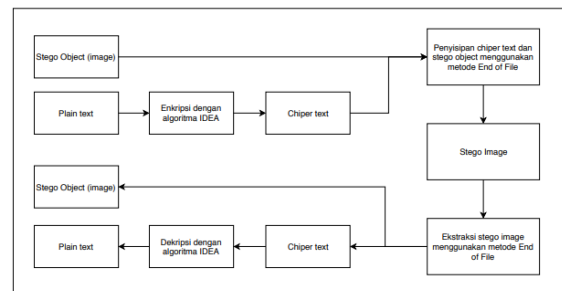 Stego Object (image)
Penyisipan chiper text dan
stego object menggunakan
metode End of File
Plain text
Enkripsi dengan
algoritma IDEA
Chiper text
Stego Image
Stego Object (image)
Plain text
Dekripsi dengan
algoritma IDEA
Chiper text
Ekstraksi stego image
menggunakan metode End
of File